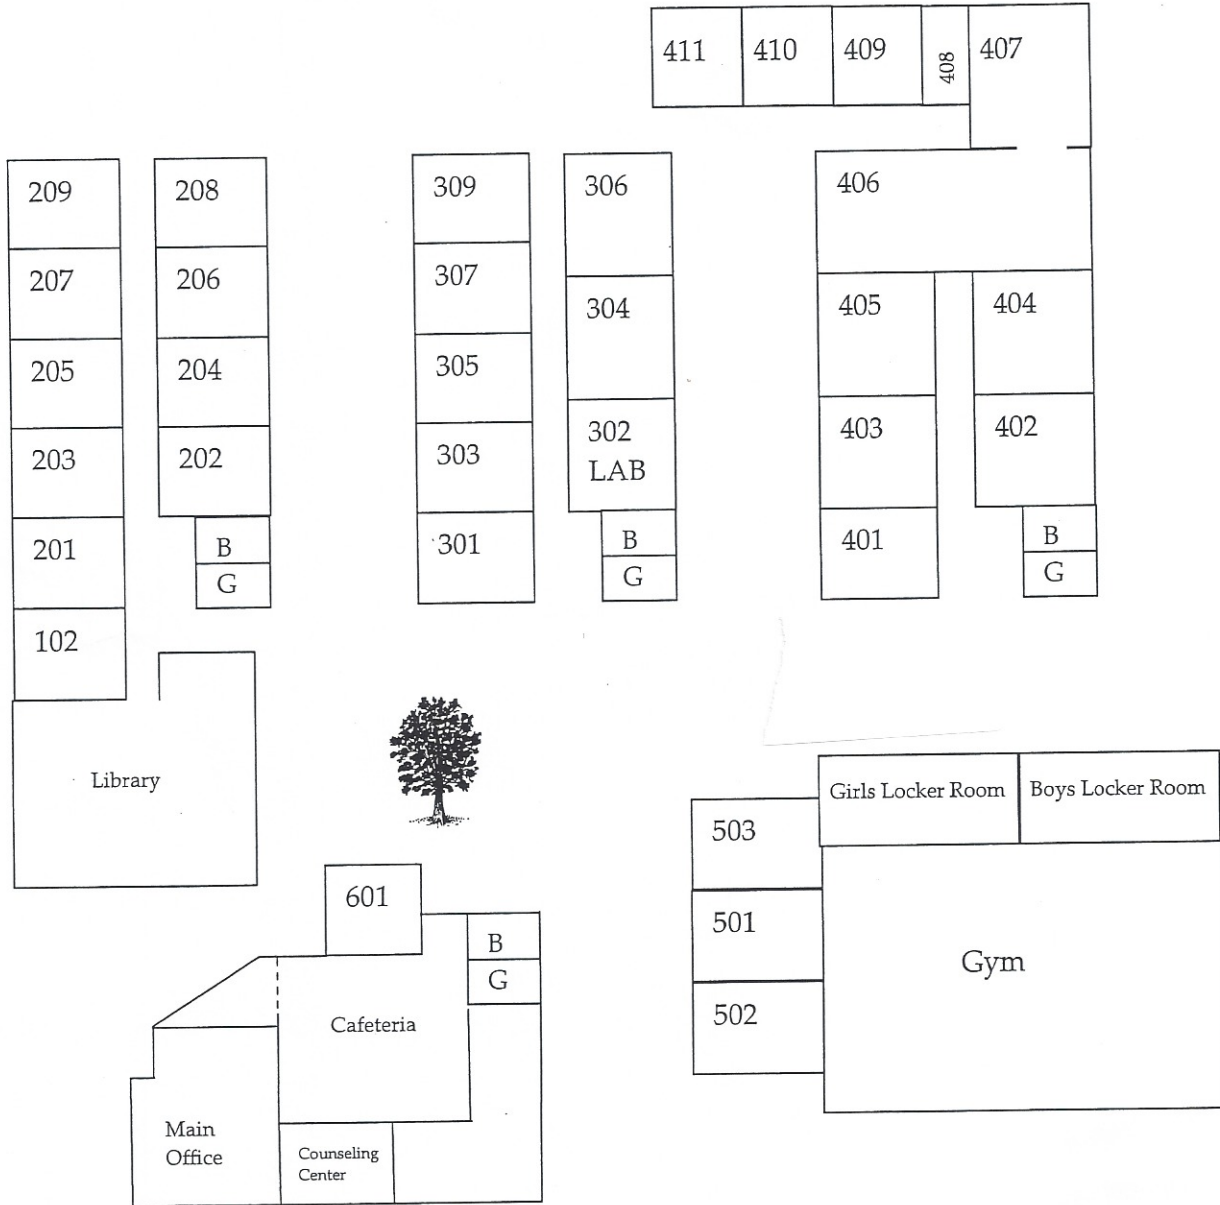 411 410 409 408 407
209 208 309 306 406
207 206 307 304 405 404
205 204 305
203 202 303 302 403 402
LAB
201 B 301 B 401 B
G G G
102
Library
Girls Locker Room Boys Locker Room
503
601
501
B
Gym
G
502
Cafeteria
Main
Office
Counseling
Center